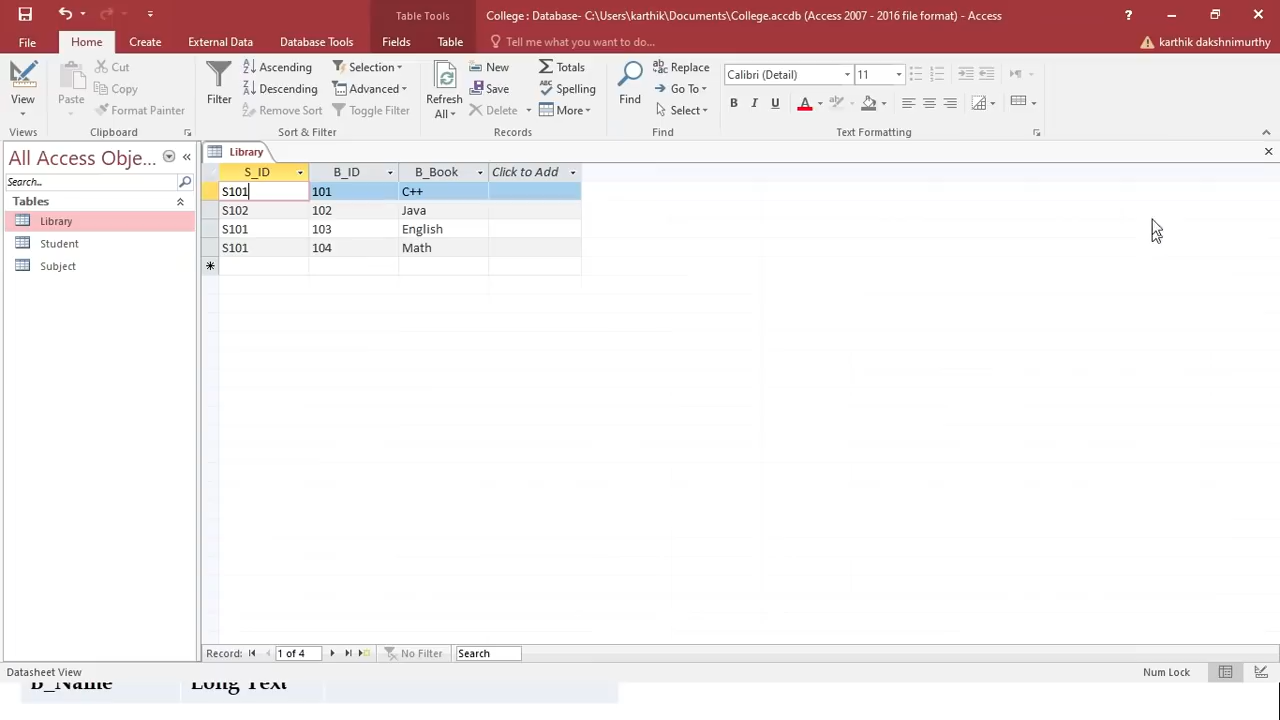 Table Tools
College : Database- C:\Users\karthik\Documents\College.accdb (Access 2007 - 2016 file format) - Access
?
File Home Create External Data Database Tools Fields Table Tell me what you want to do... karthik dakshnimurthy
View
Views
Paste
Cut
Copy
Format Painter
Clipboard
Filter
Ascending
Descending
Remove Sort
Selection
Advanced
Toggle Filter
Sort & Filter
Refresh
All
New
Save
Delete
Totals
Spelling
More
Records
Find
Replace
Go To
Select
Find
Calibri (Detail) 11
B I U A
Text Formatting
All Access Obje...
Search...
Tables
Library
Student
Subject
Library
S_ID B_ID B_Book Click to Add
S101 101 C++
S102 102 Java
S101 103 English
S101 104 Math
Record: 1 of 4 No Filter Search
Datasheet View Num Lock
B_Name Long Text